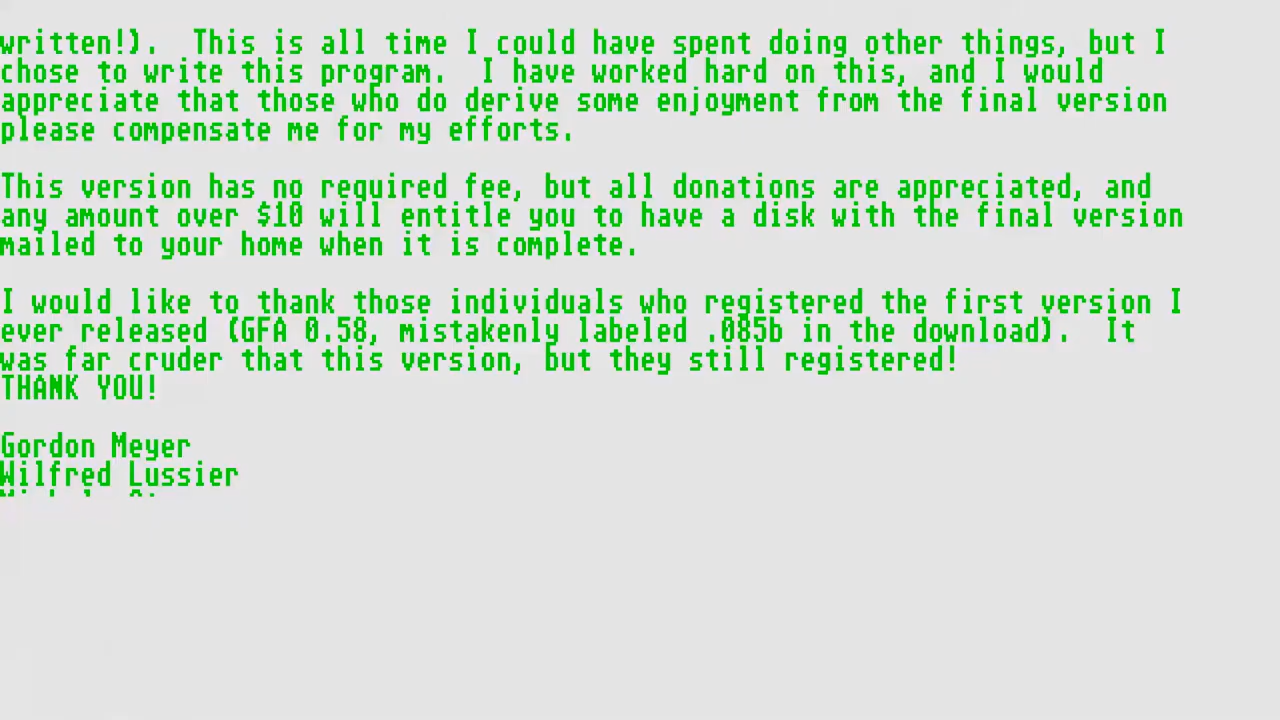 written!).  This is all time I could have spent doing other things, but I
chose to write this program.  I have worked hard on this, and I would
appreciate that those who do derive some enjoyment from the final version
please compensate me for my efforts.
This version has no required fee, but all donations are appreciated, and
any amount over $10 will entitle you to have a disk with the final version
mailed to your home when it is complete.
I would like to thank those individuals who registered the first version I
ever released (GFA 0.58, mistakenly labeled .085b in the download).  It
was far cruder that this version, but they still registered!
THANK YOU!
Gordon Meyer
Wilfred Lussier